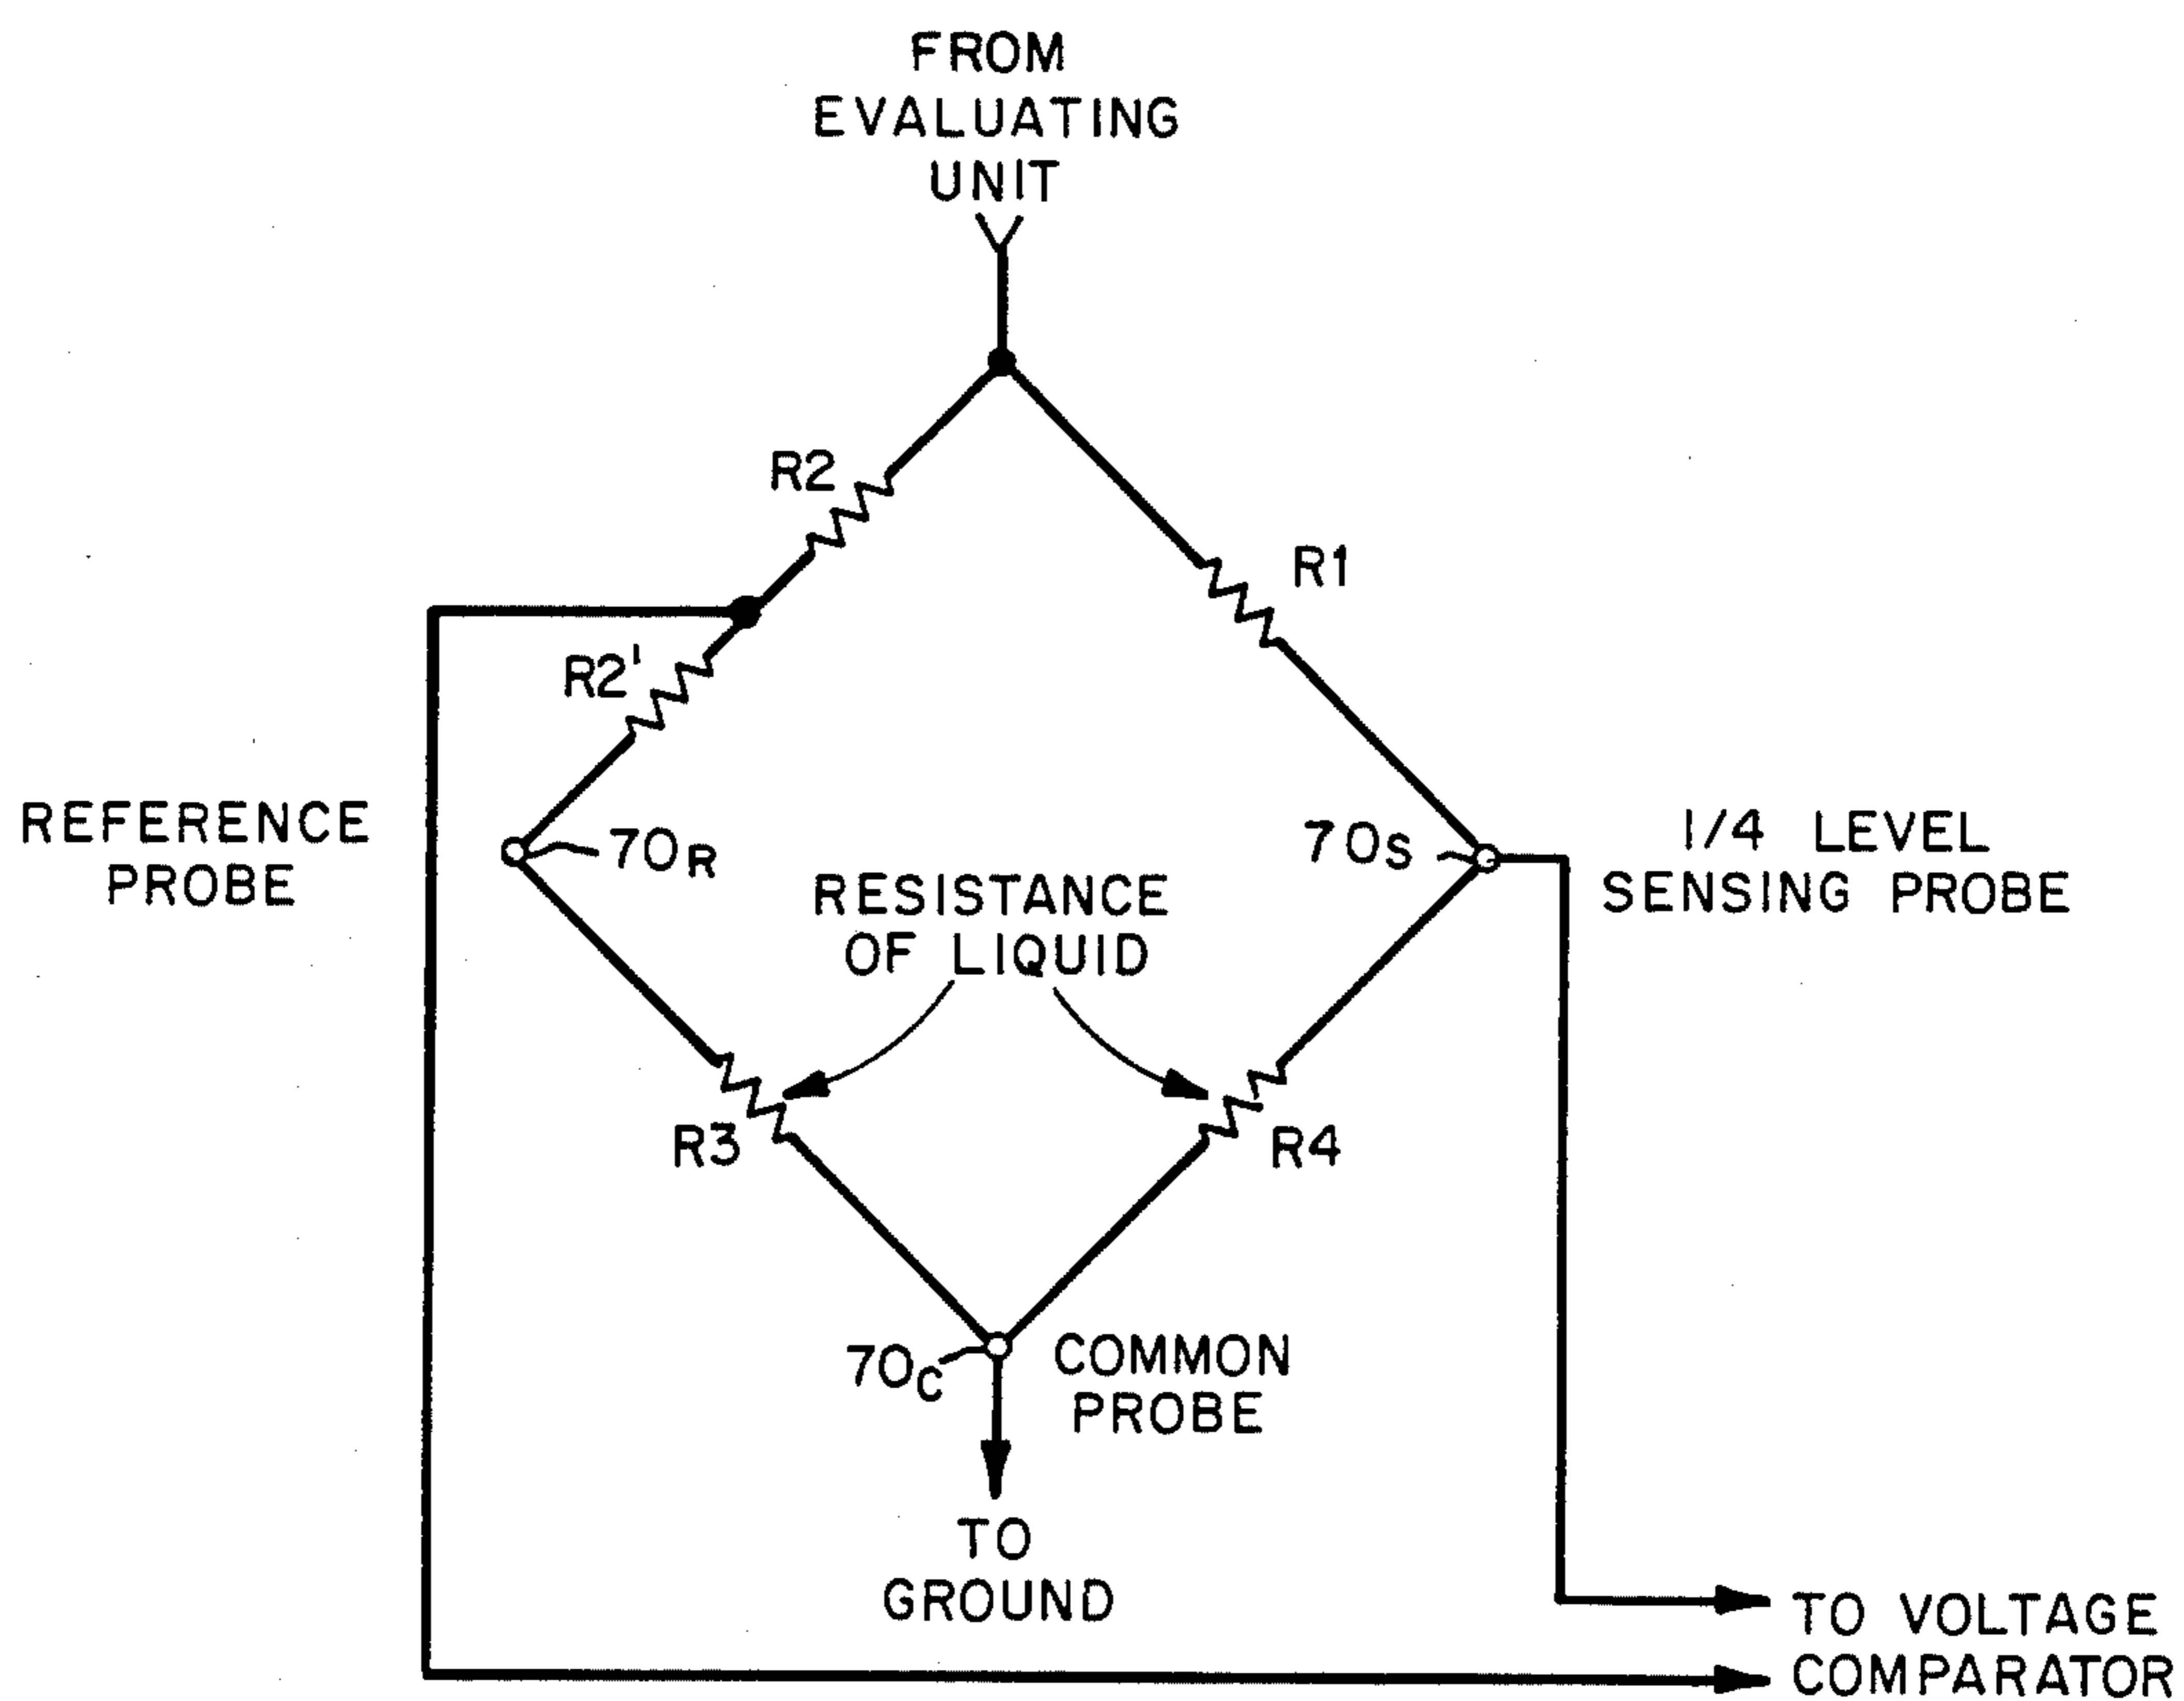 FROM
EVALUATING
UNIT
R2
R1
R2'
REFERENCE
PROBE
70R
70S
1/4 LEVEL
SENSING PROBE
RESISTANCE
OF LIQUID
R3
R4
70C
COMMON
PROBE
TO
GROUND
TO VOLTAGE
COMPARATOR